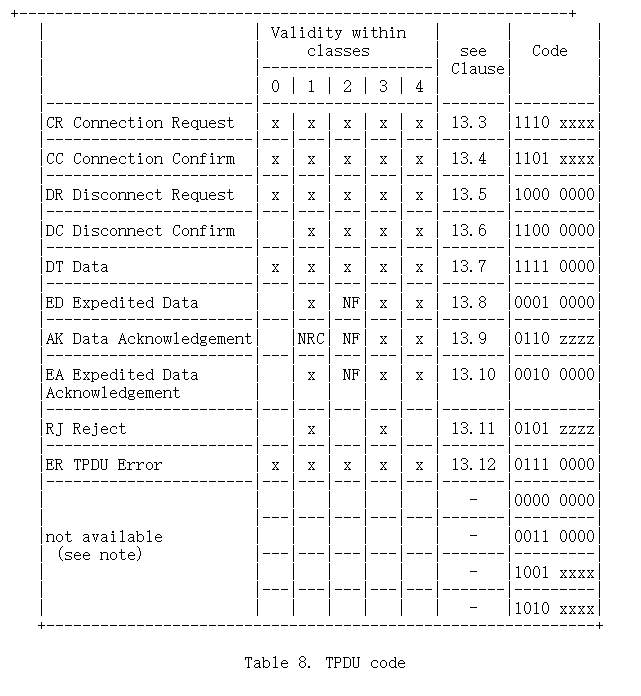 Validity within
classes
see
Clause
Code
0 | 1 | 2 | 3 | 4
CR Connection Request | x | x | x | x | x | 13.3 | 1110 xxxx
CC Connection Confirm | x | x | x | x | x | 13.4 | 1101 xxxx
DR Disconnect Request | x | x | x | x | x | 13.5 | 1000 0000
DC Disconnect Confirm | | x | x | x | x | 13.6 | 1100 0000
DT Data | x | x | x | x | x | 13.7 | 1111 0000
ED Expedited Data | | x | NF | x | x | 13.8 | 0001 0000
AK Data Acknowledgement | | NRC | NF | x | x | 13.9 | 0110 zzzz
EA Expedited Data | | x | NF | x | x | 13.10 | 0010 0000
Acknowledgement
RJ Reject | | x | | x | | 13.11 | 0101 zzzz
ER TPDU Error | x | x | x | x | x | 13.12 | 0111 0000
- | 0000 0000
not available | - | 0011 0000
(see note)
- | 1001 xxxx
- | 1010 xxxx
Table 8. TPDU code